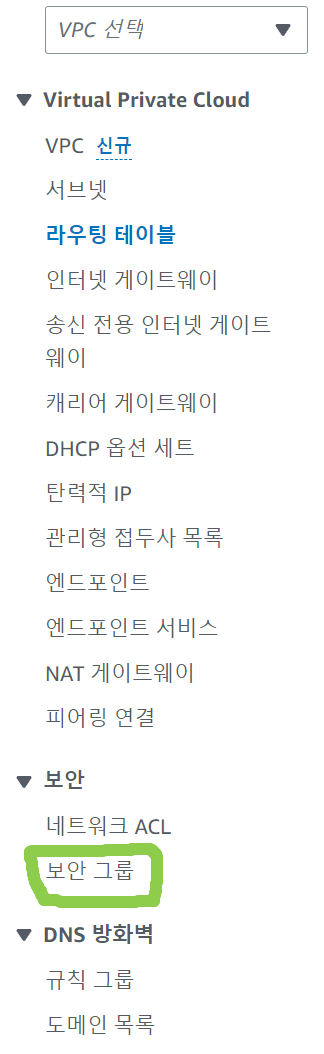 VPC 선택
Virtual Private Cloud
VPC 신규
서브넷
라우팅 테이블
인터넷 게이트웨이
송신 전용 인터넷 게이트
웨이
캐리어 게이트웨이
DHCP 옵션 세트
탄력적 IP
관리형 접두사 목록
엔드포인트
엔드포인트 서비스
NAT 게이트웨이
피어링 연결
보안
네트워크 ACL
보안 그룹
DNS 방화벽
규칙 그룹
도메인 목록